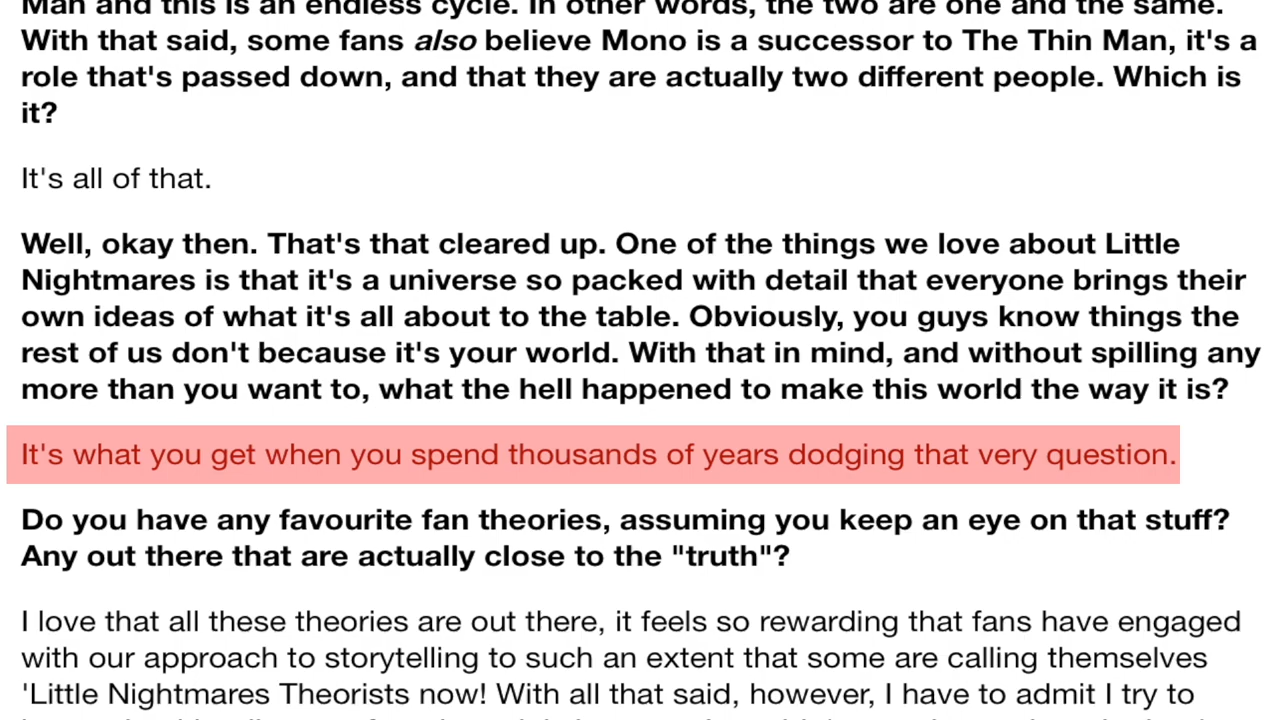 Man and this is an endless cycle. In other words, the two are one and the same.
With that said, some fans also believe Mono is a successor to The Thin Man, it's a
role that's passed down, and that they are actually two different people. Which is
it?
It's all of that.
Well, okay then. That's that cleared up. One of the things we love about Little
Nightmares is that it's a universe so packed with detail that everyone brings their
own ideas of what it's all about to the table. Obviously, you guys know things the
rest of us don't because it's your world. With that in mind, and without spilling any
more than you want to, what the hell happened to make this world the way it is?
It's what you get when you spend thousands of years dodging that very question.
Do you have any favourite fan theories, assuming you keep an eye on that stuff?
Any out there that are actually close to the "truth"?
I love that all these theories are out there, it feels so rewarding that fans have engaged
with our approach to storytelling to such an extent that some are calling themselves
'Little Nightmares Theorists now! With all that said, however, I have to admit I try to